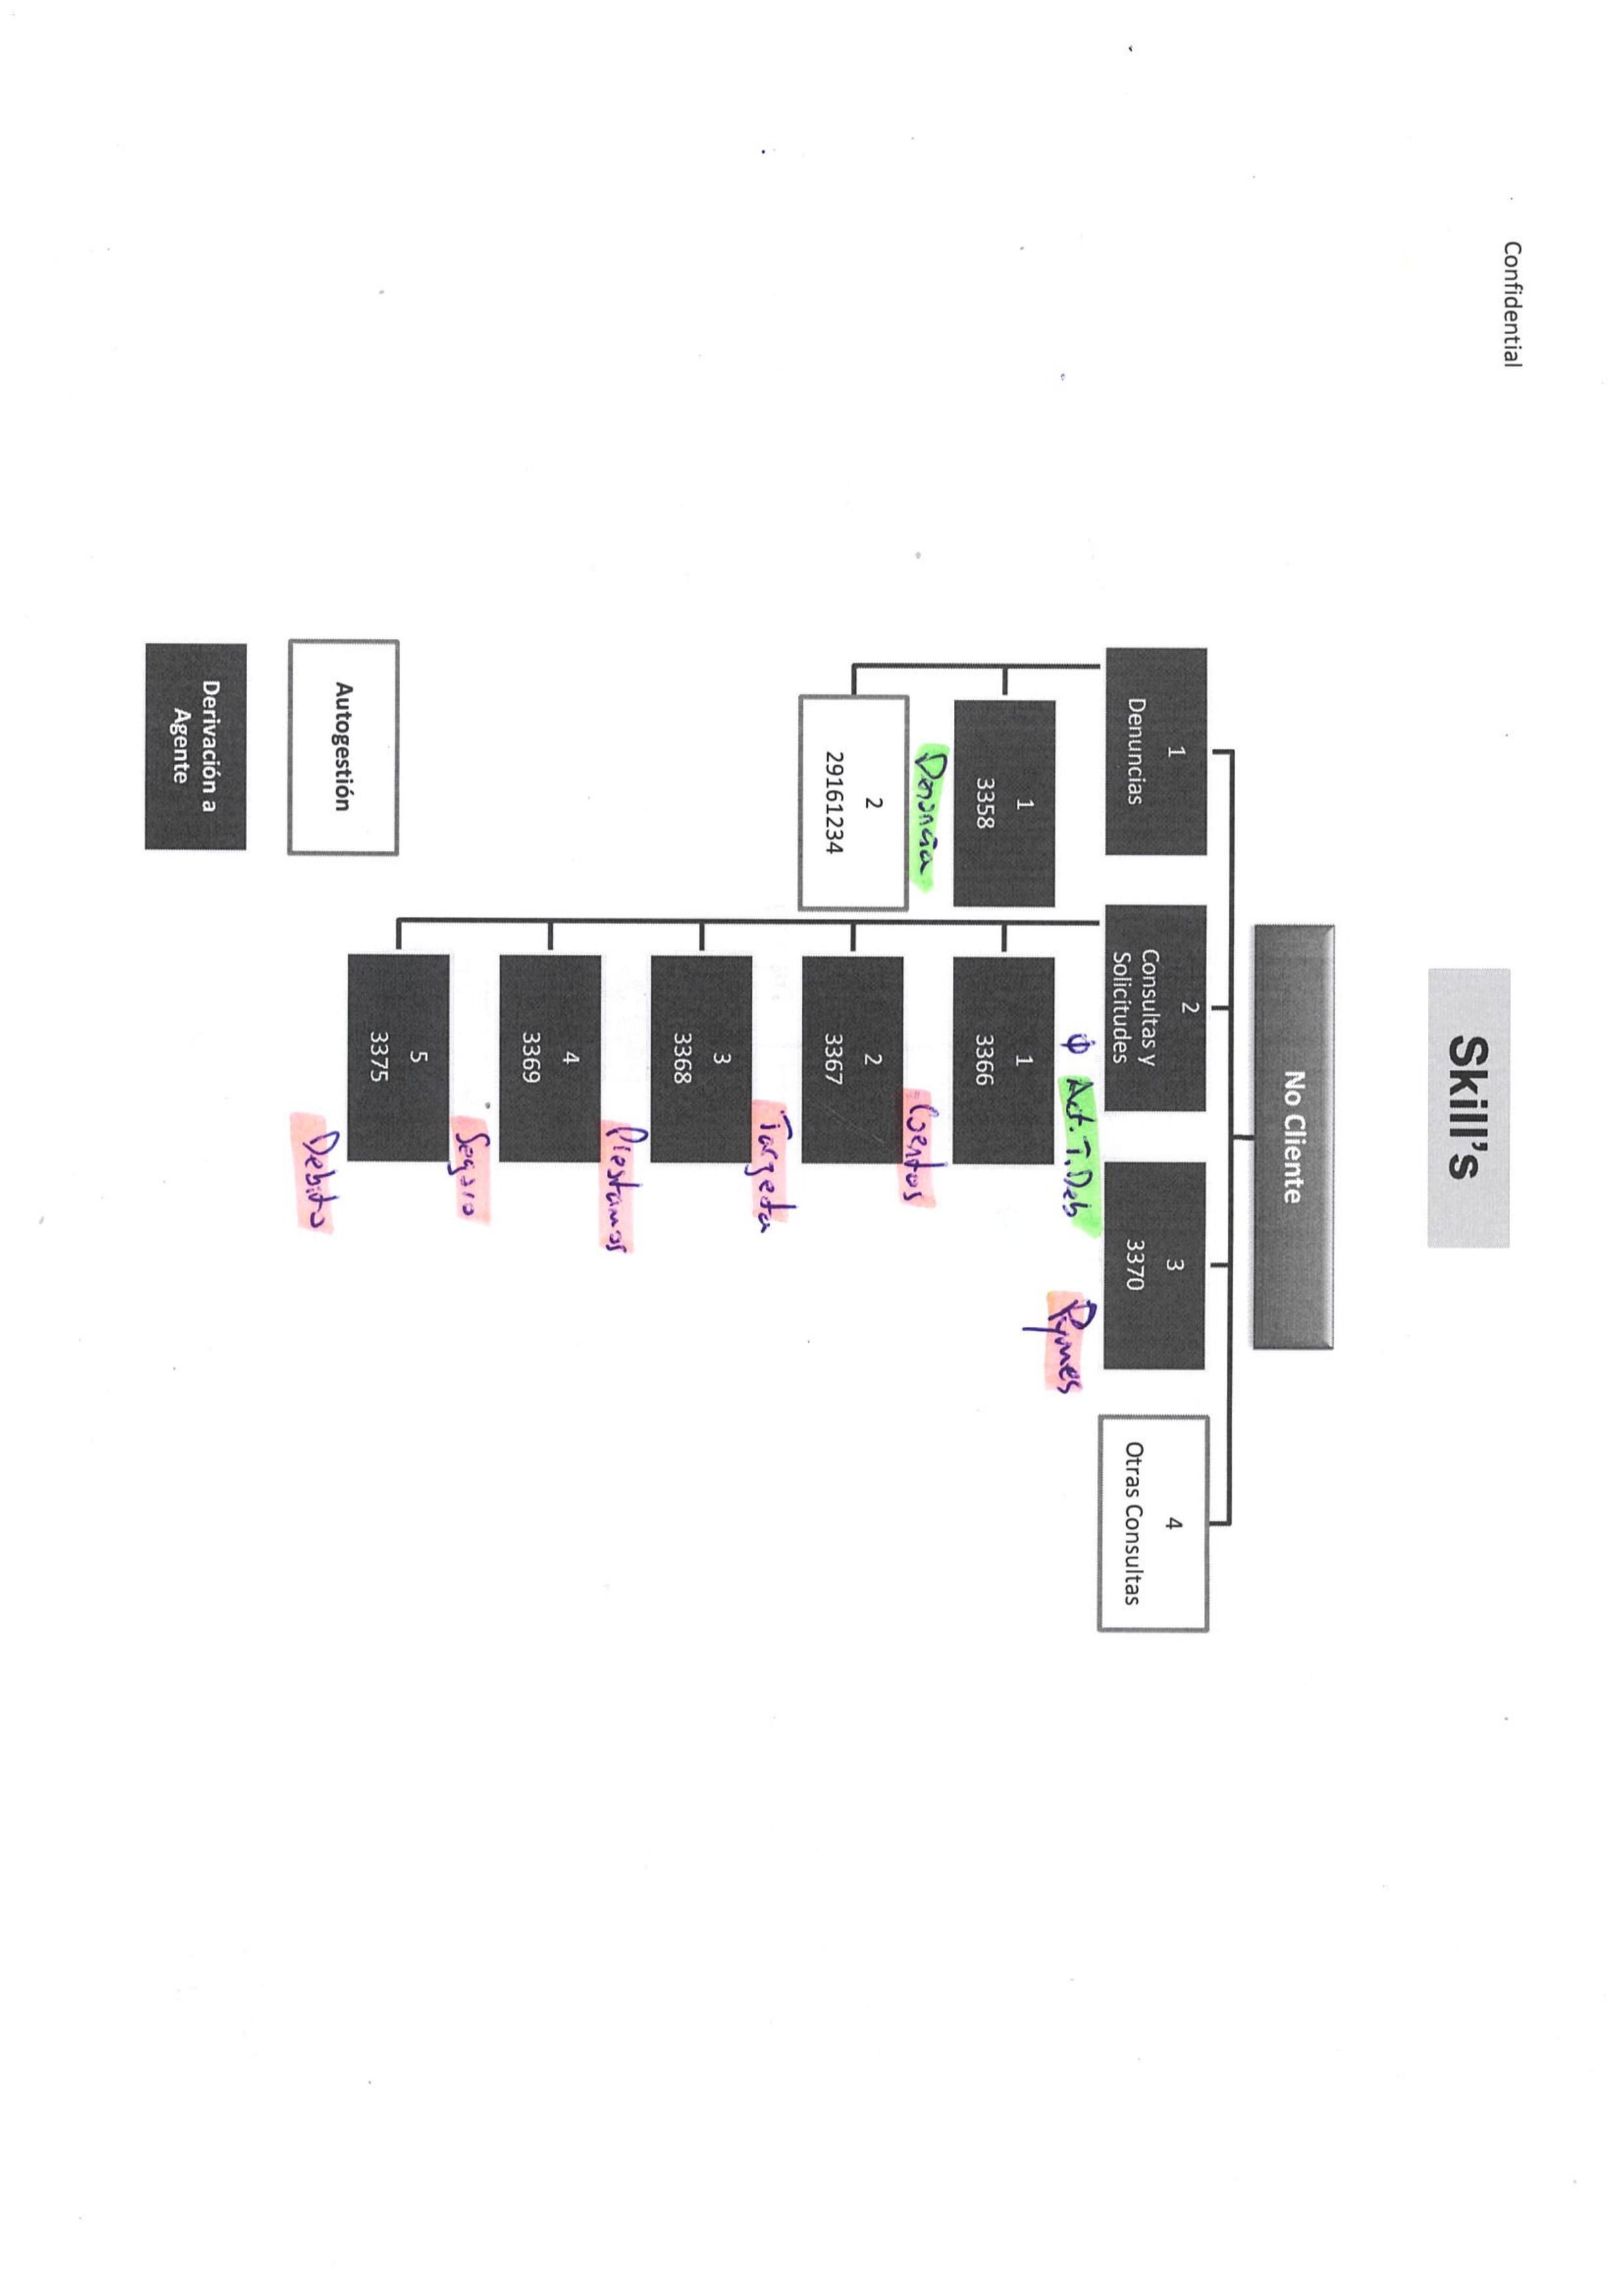 Confidential
Skill's
No Cliente
1
Denuncias
2
Consultas y
Solicitudes
3
3370
4
Otras Consultas
Φ Act. T. Deb
Pymes
1
3358
Denuncia
2
29161234
1
3366
Cuentas
2
3367
Tarjeta
3
3368
Prestamos
4
3369
Seguro
5
3375
Debito
Autogestión
Derivación a
Agente